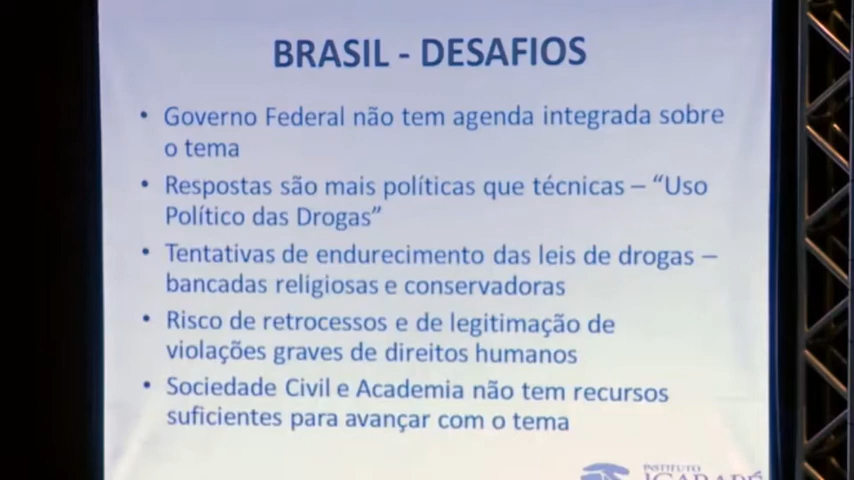 BRASIL - DESAFIOS
• Governo Federal não tem agenda integrada sobre
o tema
• Respostas são mais políticas que técnicas – “Uso
Político das Drogas”
• Tentativas de endurecimento das leis de drogas –
bancadas religiosas e conservadoras
• Risco de retrocessos e de legitimação de
violações graves de direitos humanos
• Sociedade Civil e Academia não tem recursos
suficientes para avançar com o tema
INSTITUTO
IGARAPÉ